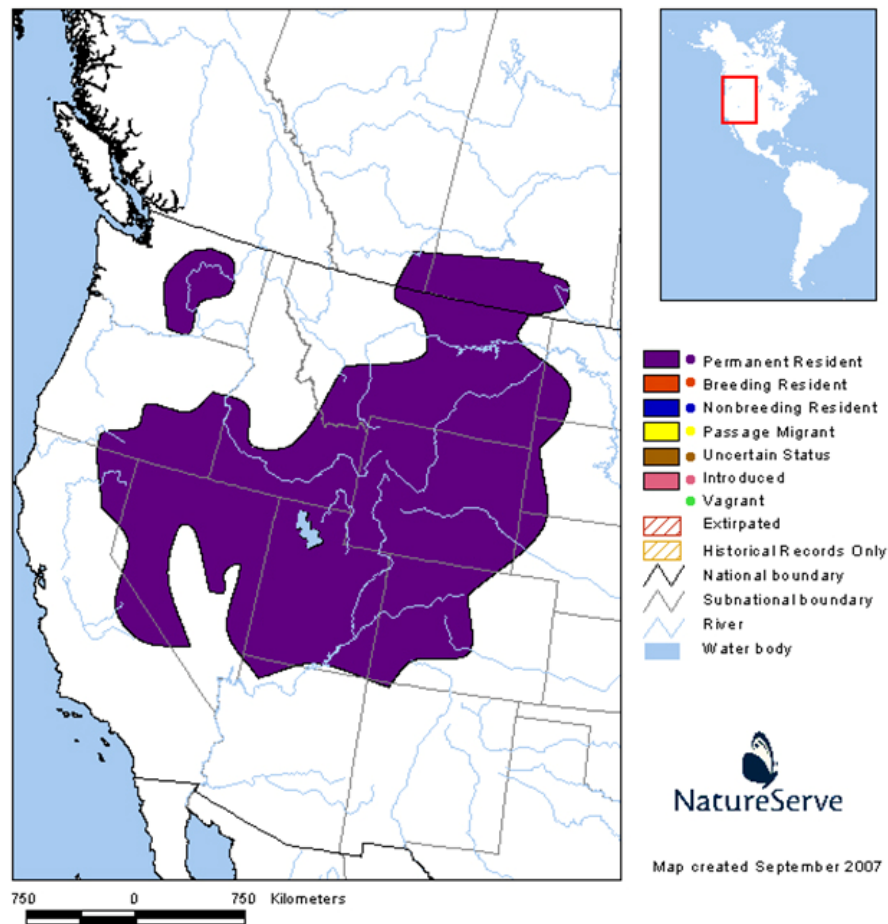 Permanent Resident
Breeding Resident
Nonbreeding Resident
Passage Migrant
Uncertain Status
Introduced
Vagrant
Extirpated
Historical Records Only
National boundary
Subnational boundary
River
Water body
NatureServe
Map created September 2007
750 0 750 Kilometers